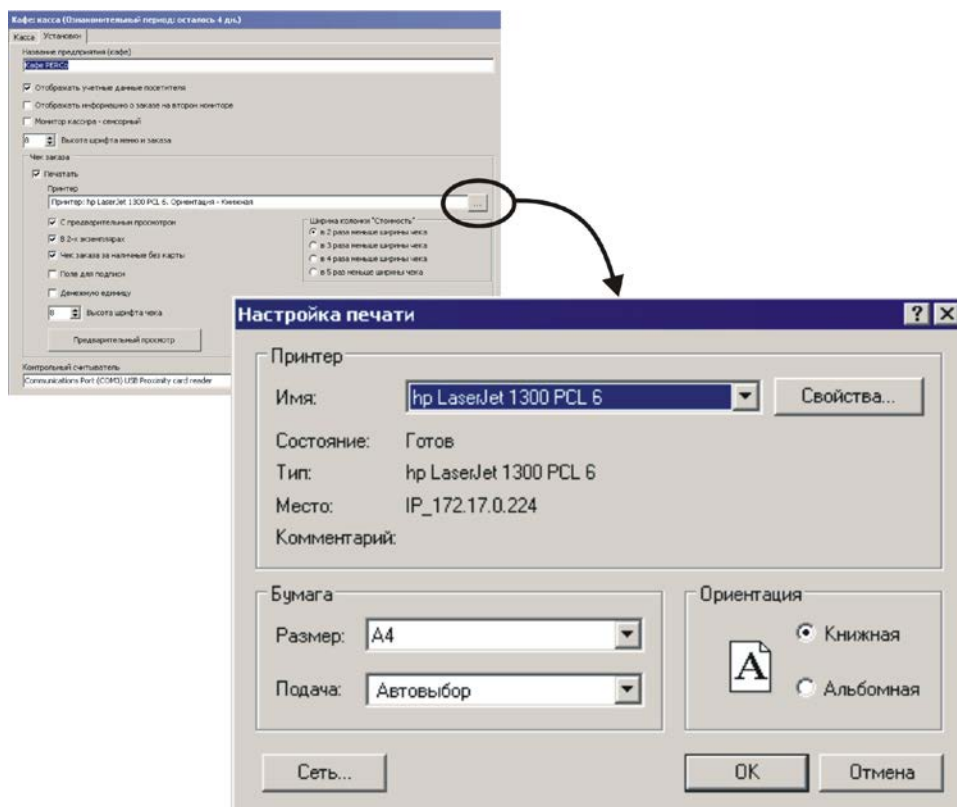 Кафе: касса (Ознакомительный период: осталось 4 дн.)
Касса Установки
Название предприятия (кафе)
Кафе PERCo
Отображать учетные данные посетителя
Отображать информацию о заказе на втором мониторе
Монитор кассира - сенсорный
8 Высота шрифта меню и заказа
Чек заказа
Печатать
Принтер
Принтер: hp LaserJet 1300 PCL 6. Ориентация - Книжная ...
С предварительным просмотром
В 2-х экземплярах
Чек заказа за наличные без карты
Поле для подписи
Денежную единицу
8 Высота шрифта чека
Предварительный просмотр
Ширина колонки "Стоимость"
в 2 раза меньше ширины чека
в 3 раза меньше ширины чека
в 4 раза меньше ширины чека
в 5 раз меньше ширины чека
Контрольный считыватель
Communications Port (COM3) USB Proximity card reader
Настройка печати
Принтер
Имя: hp LaserJet 1300 PCL 6 Свойства...
Состояние: Готов
Тип: hp LaserJet 1300 PCL 6
Место: IP_172.17.0.224
Комментарий:
Бумага
Размер: A4
Подача: Автовыбор
Ориентация
A
Книжная
Альбомная
Сеть... OK Отмена